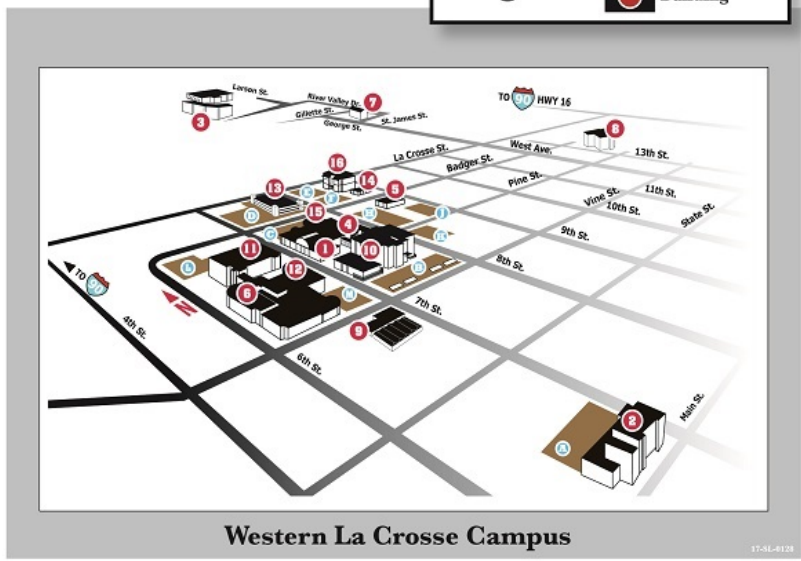 Building
Larson St.
River Valley Dr.
7
TO 90 HWY 16
Gillette St.
St. James St.
George St.
3
8
La Crosse St.
West Ave.
13th St.
Badger St.
16
14
Pine St.
13
5
E
F
Vine St.
11th St.
10th St.
State St.
D
15
H
J
4
C
K
9th St.
11
1
10
8th St.
L
12
B
TO 90
N
6
M
7th St.
4th St.
9
6th St.
Main St.
2
A
Western La Crosse Campus
17-SL-0128